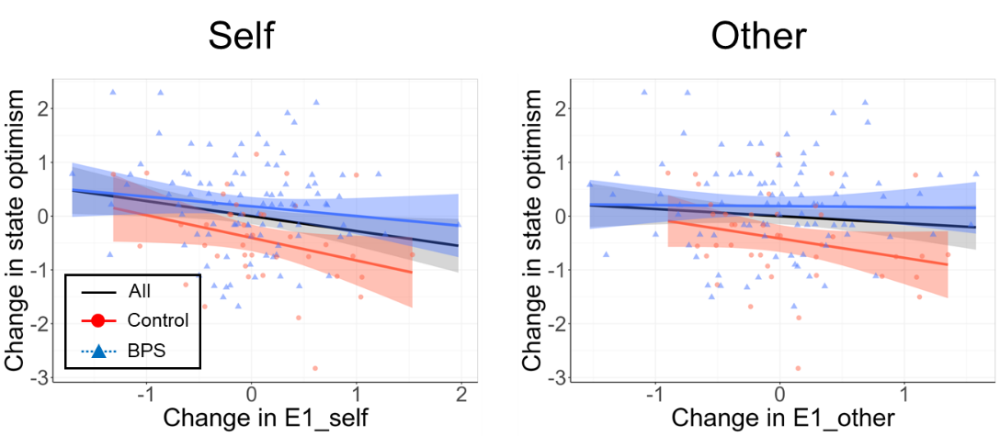 Self
Other
Change in state optimism
2
1
0
-1
-2
-3
All
Control
BPS
-1
0
1
2
Change in E1_self
Change in state optimism
2
1
0
-1
-2
-3
-1
0
1
Change in E1_other